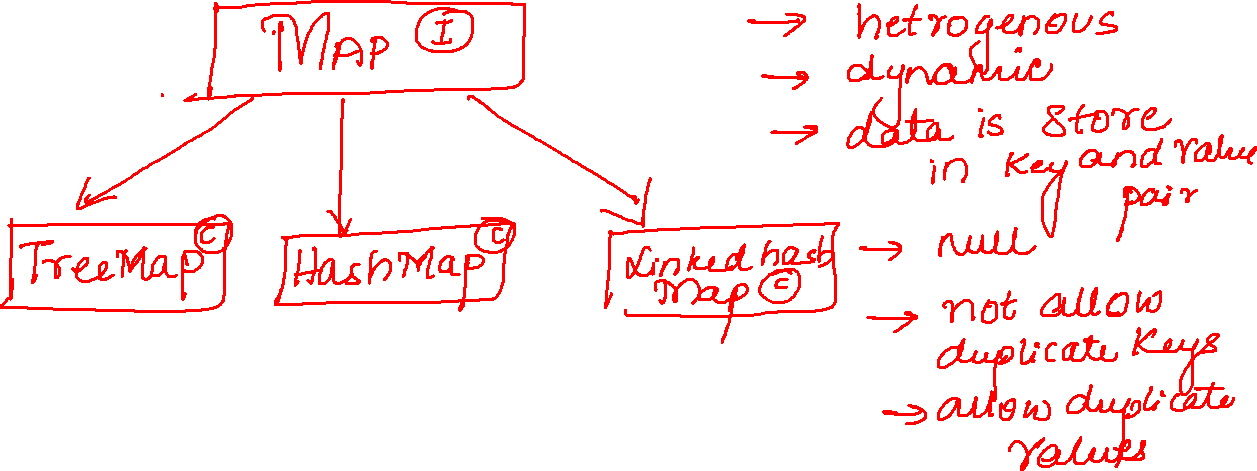 MAP I
→ hetrogenous
→ dynamic
→ data is store
in key and value
pair
TreeMap C
HashMap C
Linked hash
Map C
→ null
→ not allow
duplicate keys
→ allow duplicate
values